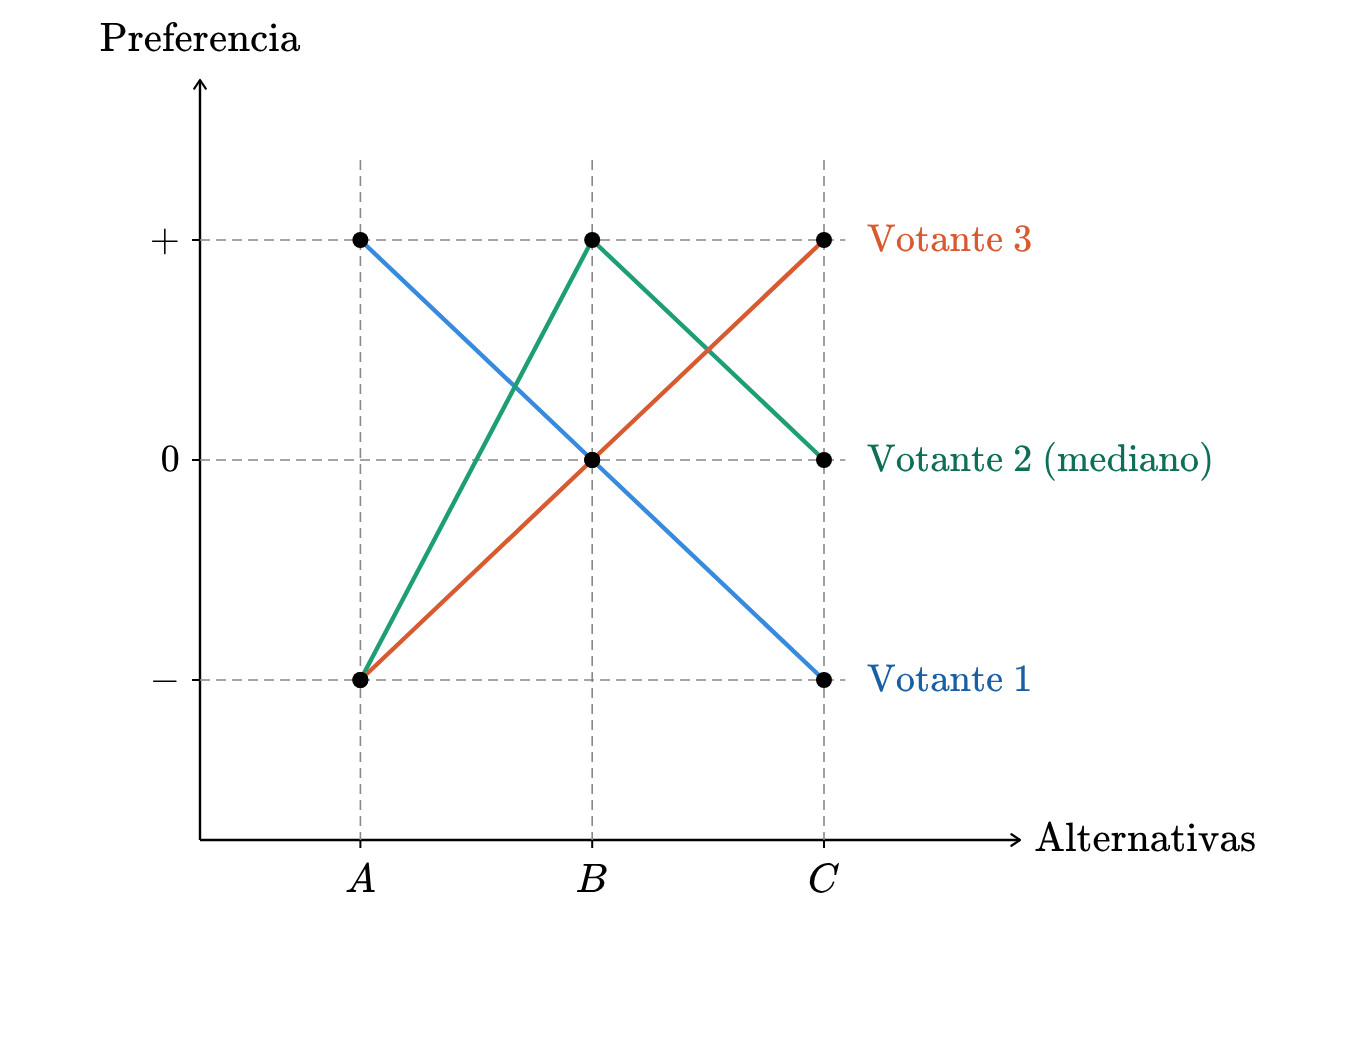 Preferencia
+
Votante 3
0
Votante 2 (mediano)
−
Votante 1
Alternativas
A
B
C